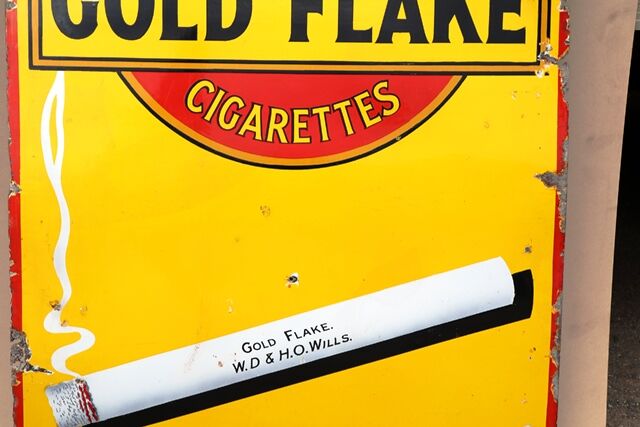 GOLD FLAKE
CIGARETTES
GOLD FLAKE.
W.D & H.O. WILLS.